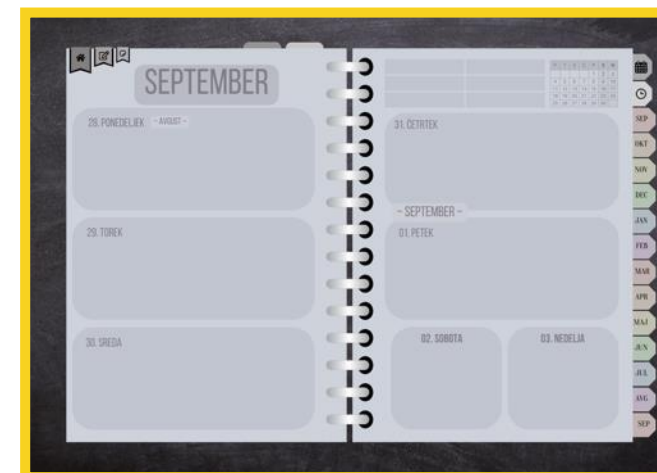 SEPTEMBER
28. PONEDELJEK
~ AVGUST ~
29. TOREK
30. SREDA
31. ČETRTEK
~ SEPTEMBER ~
01. PETEK
02. SOBOTA
03. NEDELJA
SEP
OKT
NOV
DEC
JAN
FEB
MAR
APR
MAJ
JUN
JUL
AVG
SEP